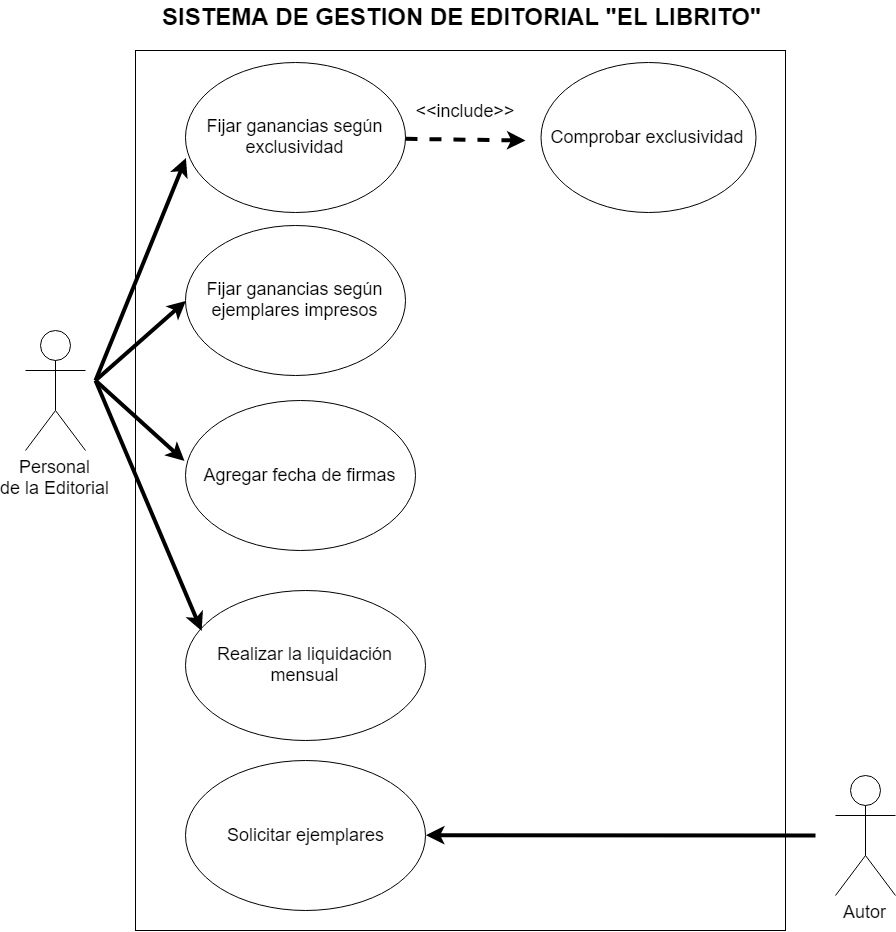 SISTEMA DE GESTION DE EDITORIAL "EL LIBRITO"
Fijar ganancias según
exclusividad
<<include>>
Comprobar exclusividad
Fijar ganancias según
ejemplares impresos
Personal
de la Editorial
Agregar fecha de firmas
Realizar la liquidación
mensual
Solicitar ejemplares
Autor